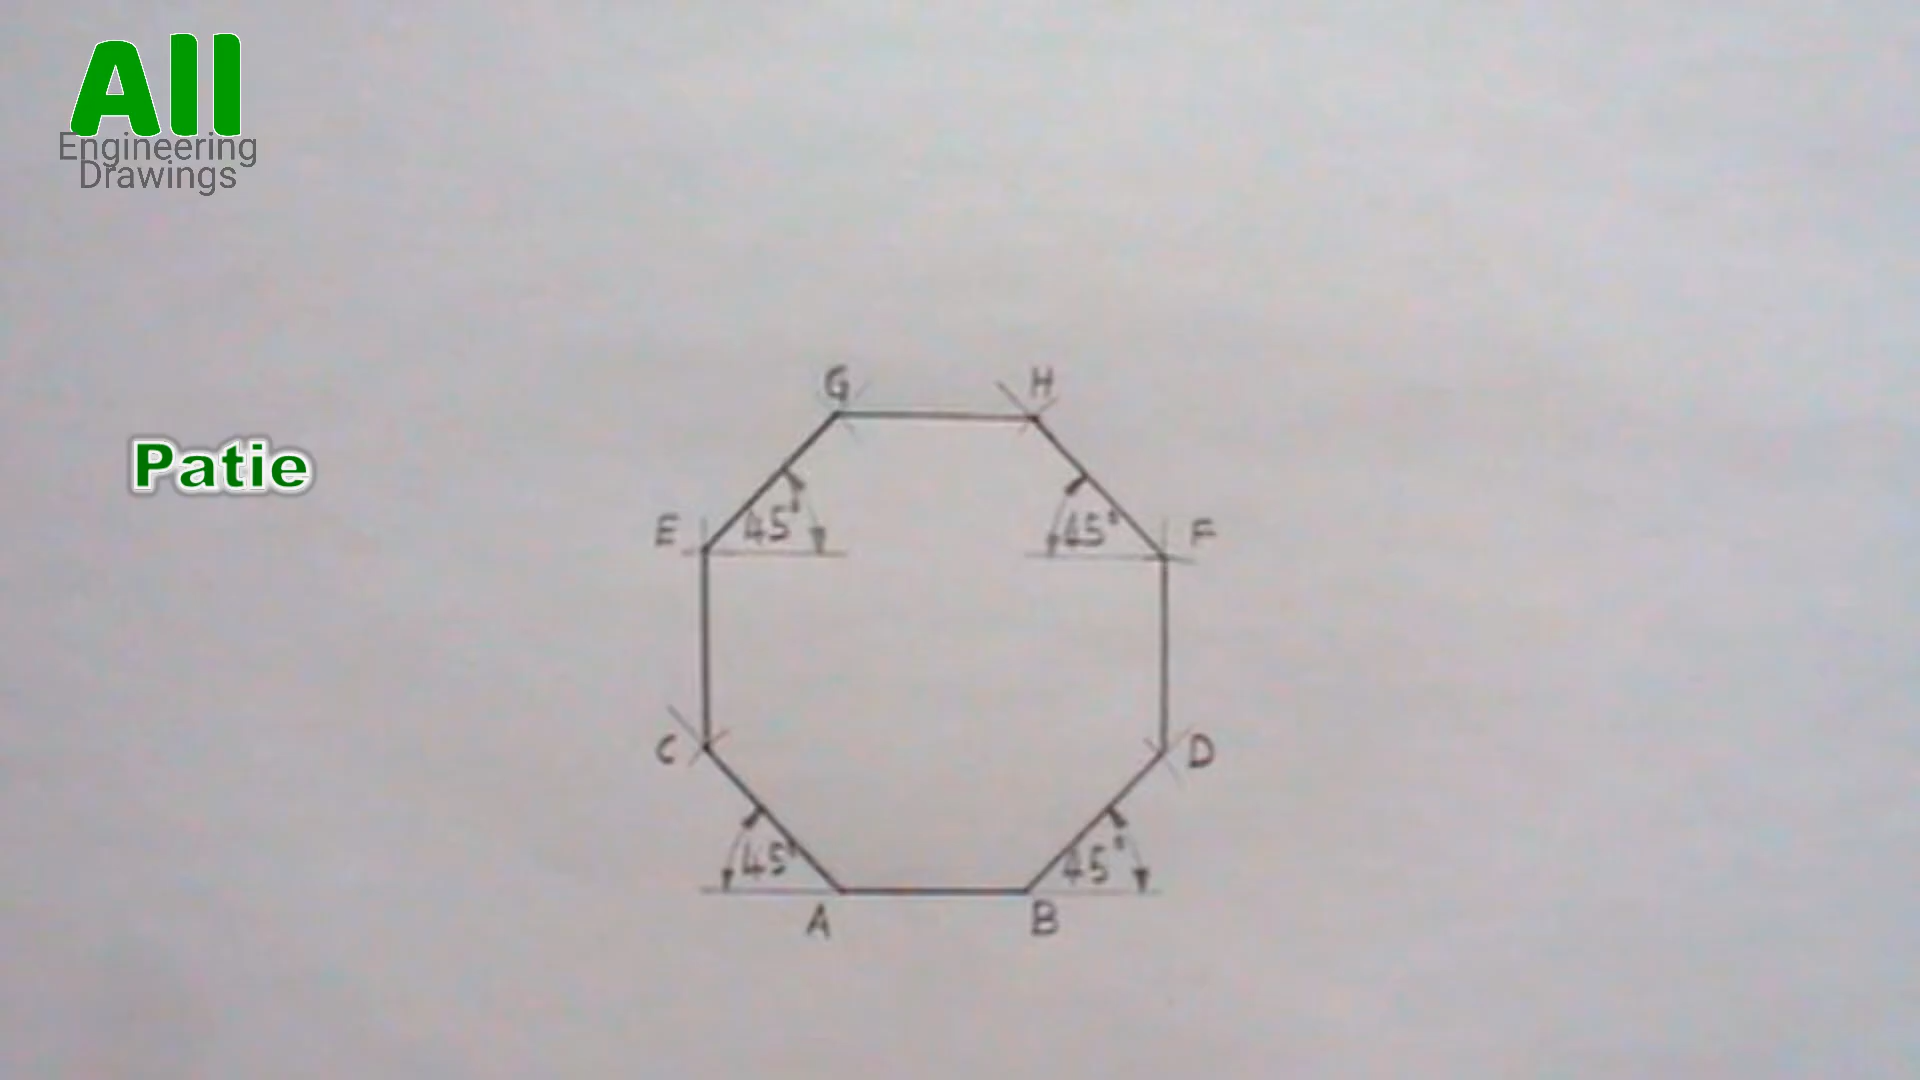 All
Engineering
Drawings
G H
Patie
E 45° 45° F
C D
45° 45°
A B